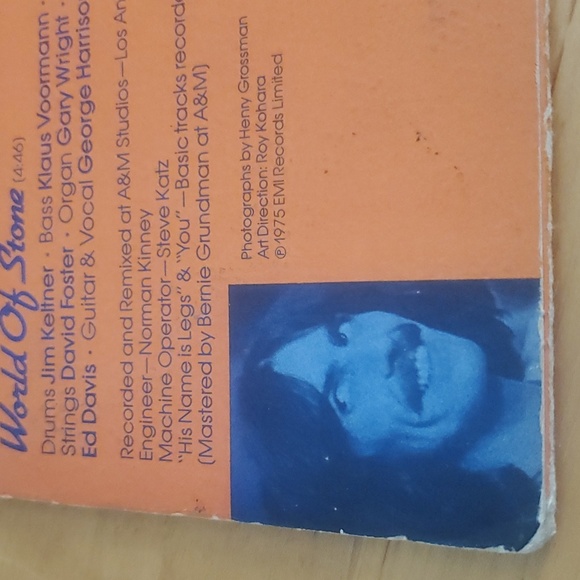 World Of Stone (4:46)
Drums Jim Keltner • Bass Klaus Voormann •
Strings David Foster • Organ Gary Wright •
Ed Davis • Guitar & Vocal George Harriso
Recorded and Remixed at A&M Studios—Los An
Engineer—Norman Kinney
Machine Operator—Steve Katz
"His Name is Legs" & "You"—Basic tracks recorde
(Mastered by Bernie Grundman at A&M)
Photographs by Henry Grossman
Art Direction: Roy Kohara
℗1975 EMI Records Limited